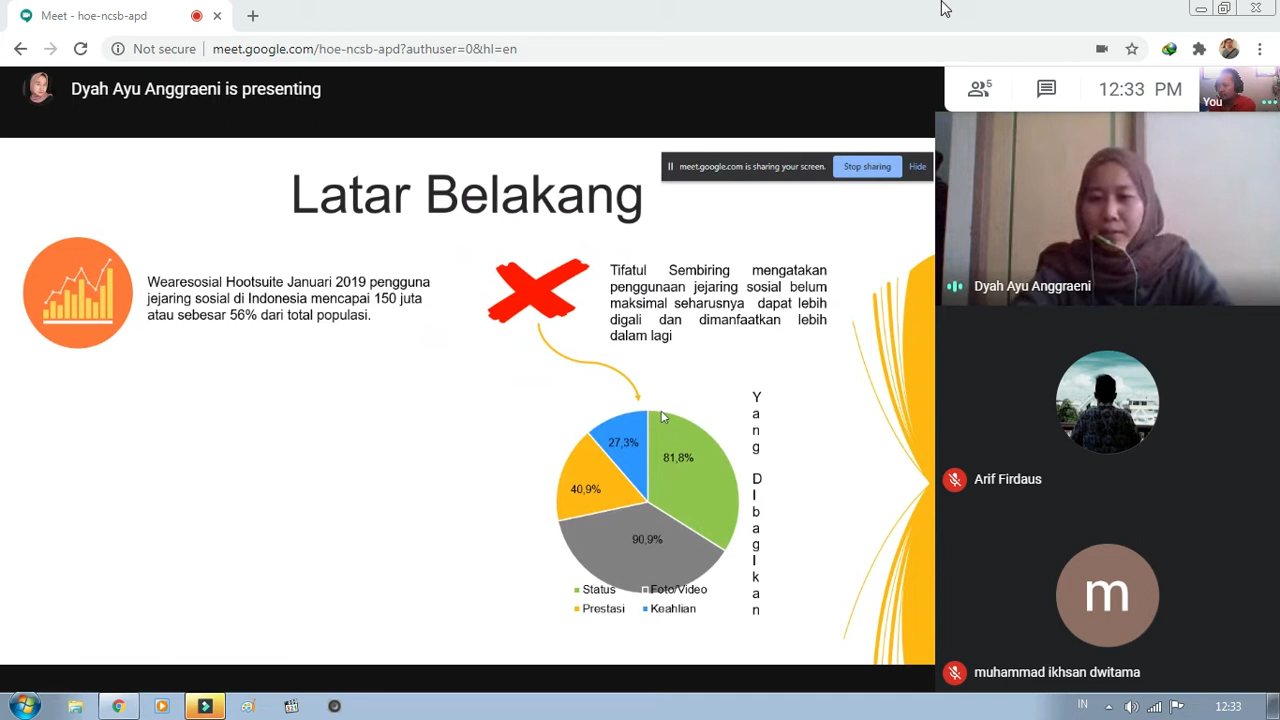 Meet - hoe-ncsb-apd
Not secure
meet.google.com/hoe-ncsb-apd?authuser=0&hl=en
Dyah Ayu Anggraeni is presenting
5
12:33 PM
You
meet.google.com is sharing your screen.
Stop sharing
Hide
Latar Belakang
Wearesosial Hootsuite Januari 2019 pengguna
jejaring sosial di Indonesia mencapai 150 juta
atau sebesar 56% dari total populasi.
Tifatul Sembiring mengatakan
penggunaan jejaring sosial belum
maksimal seharusnya dapat lebih
digali dan dimanfaatkan lebih
dalam lagi
27,3%
81,8%
40,9%
90,9%
Status
Foto/Video
Prestasi
Keahlian
Yang DIbagIkan
Dyah Ayu Anggraeni
Arif Firdaus
m
muhammad ikhsan dwitama
IN
12:33